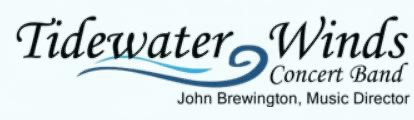 Tidewater Winds
Concert Band
John Brewington, Music Director